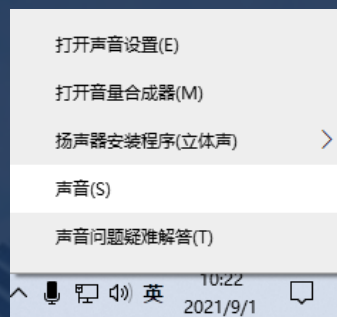 打开声音设置(E)
打开音量合成器(M)
扬声器安装程序(立体声)
声音(S)
声音问题疑难解答(T)
英
10:22
2021/9/1